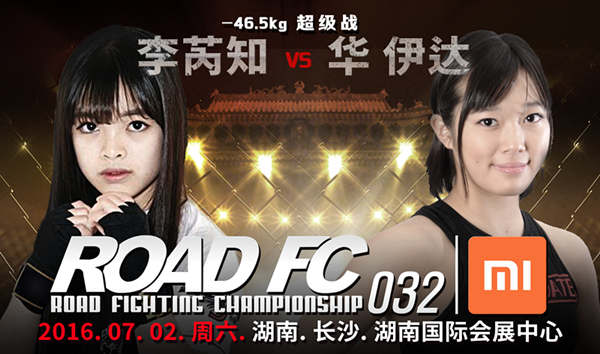 −46.5kg 超级战
李芮知 VS 华 伊达
ROAD FC 032
ROAD FIGHTING CHAMPIONSHIP
mi
2016. 07. 02. 周六. 湖南. 长沙. 湖南国际会展中心